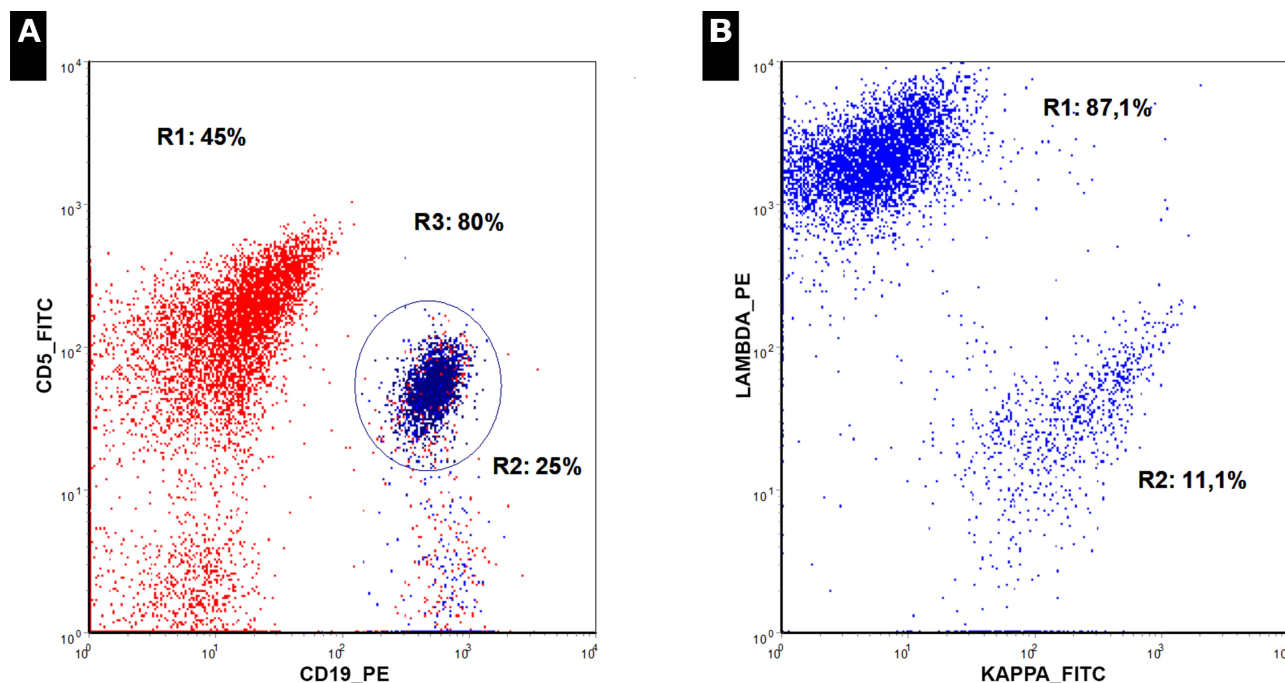 A
10⁴
R1: 45%
10³
R3: 80%
CD5_FITC
10²
R2: 25%
10¹
10⁰
10⁰ 10¹ 10² 10³ 10⁴
CD19_PE
B
10⁴
R1: 87,1%
10³
LAMBDA_PE
10²
10¹
R2: 11,1%
10⁰
10⁰ 10¹ 10² 10³
KAPPA_FITC